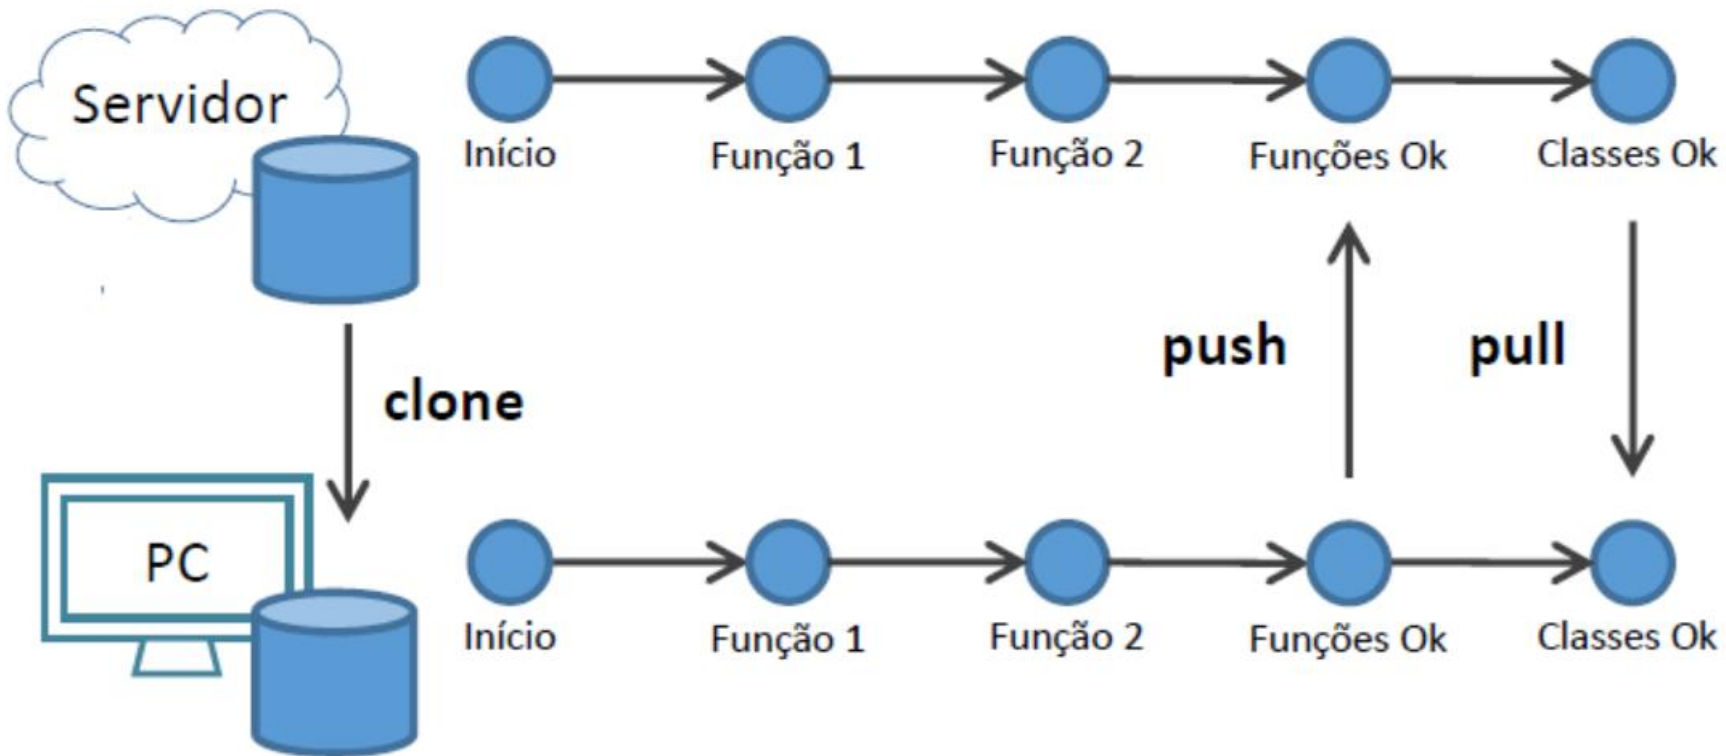 Servidor
Início
Função 1
Função 2
Funções Ok
Classes Ok
clone
push
pull
PC
Início
Função 1
Função 2
Funções Ok
Classes Ok